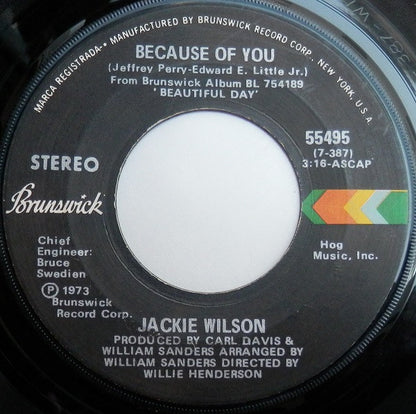 MANUFACTURED BY BRUNSWICK RECORD CORP. NEW YORK, U.S.A.
MARCA REGISTRADA·
BECAUSE OF YOU
(Jeffrey Perry-Edward E. Little Jr.)
From Brunswick Album BL 754189
'BEAUTIFUL DAY'
55495
(7-387)
3:16-ASCAP
STEREO
Brunswick
Chief
Engineer:
Bruce
Swedien
Hog
Music, Inc.
Ⓟ 1973
Brunswick
Record Corp.
JACKIE WILSON
PRODUCED BY CARL DAVIS &
WILLIAM SANDERS ARRANGED BY
WILLIAM SANDERS DIRECTED BY
WILLIE HENDERSON